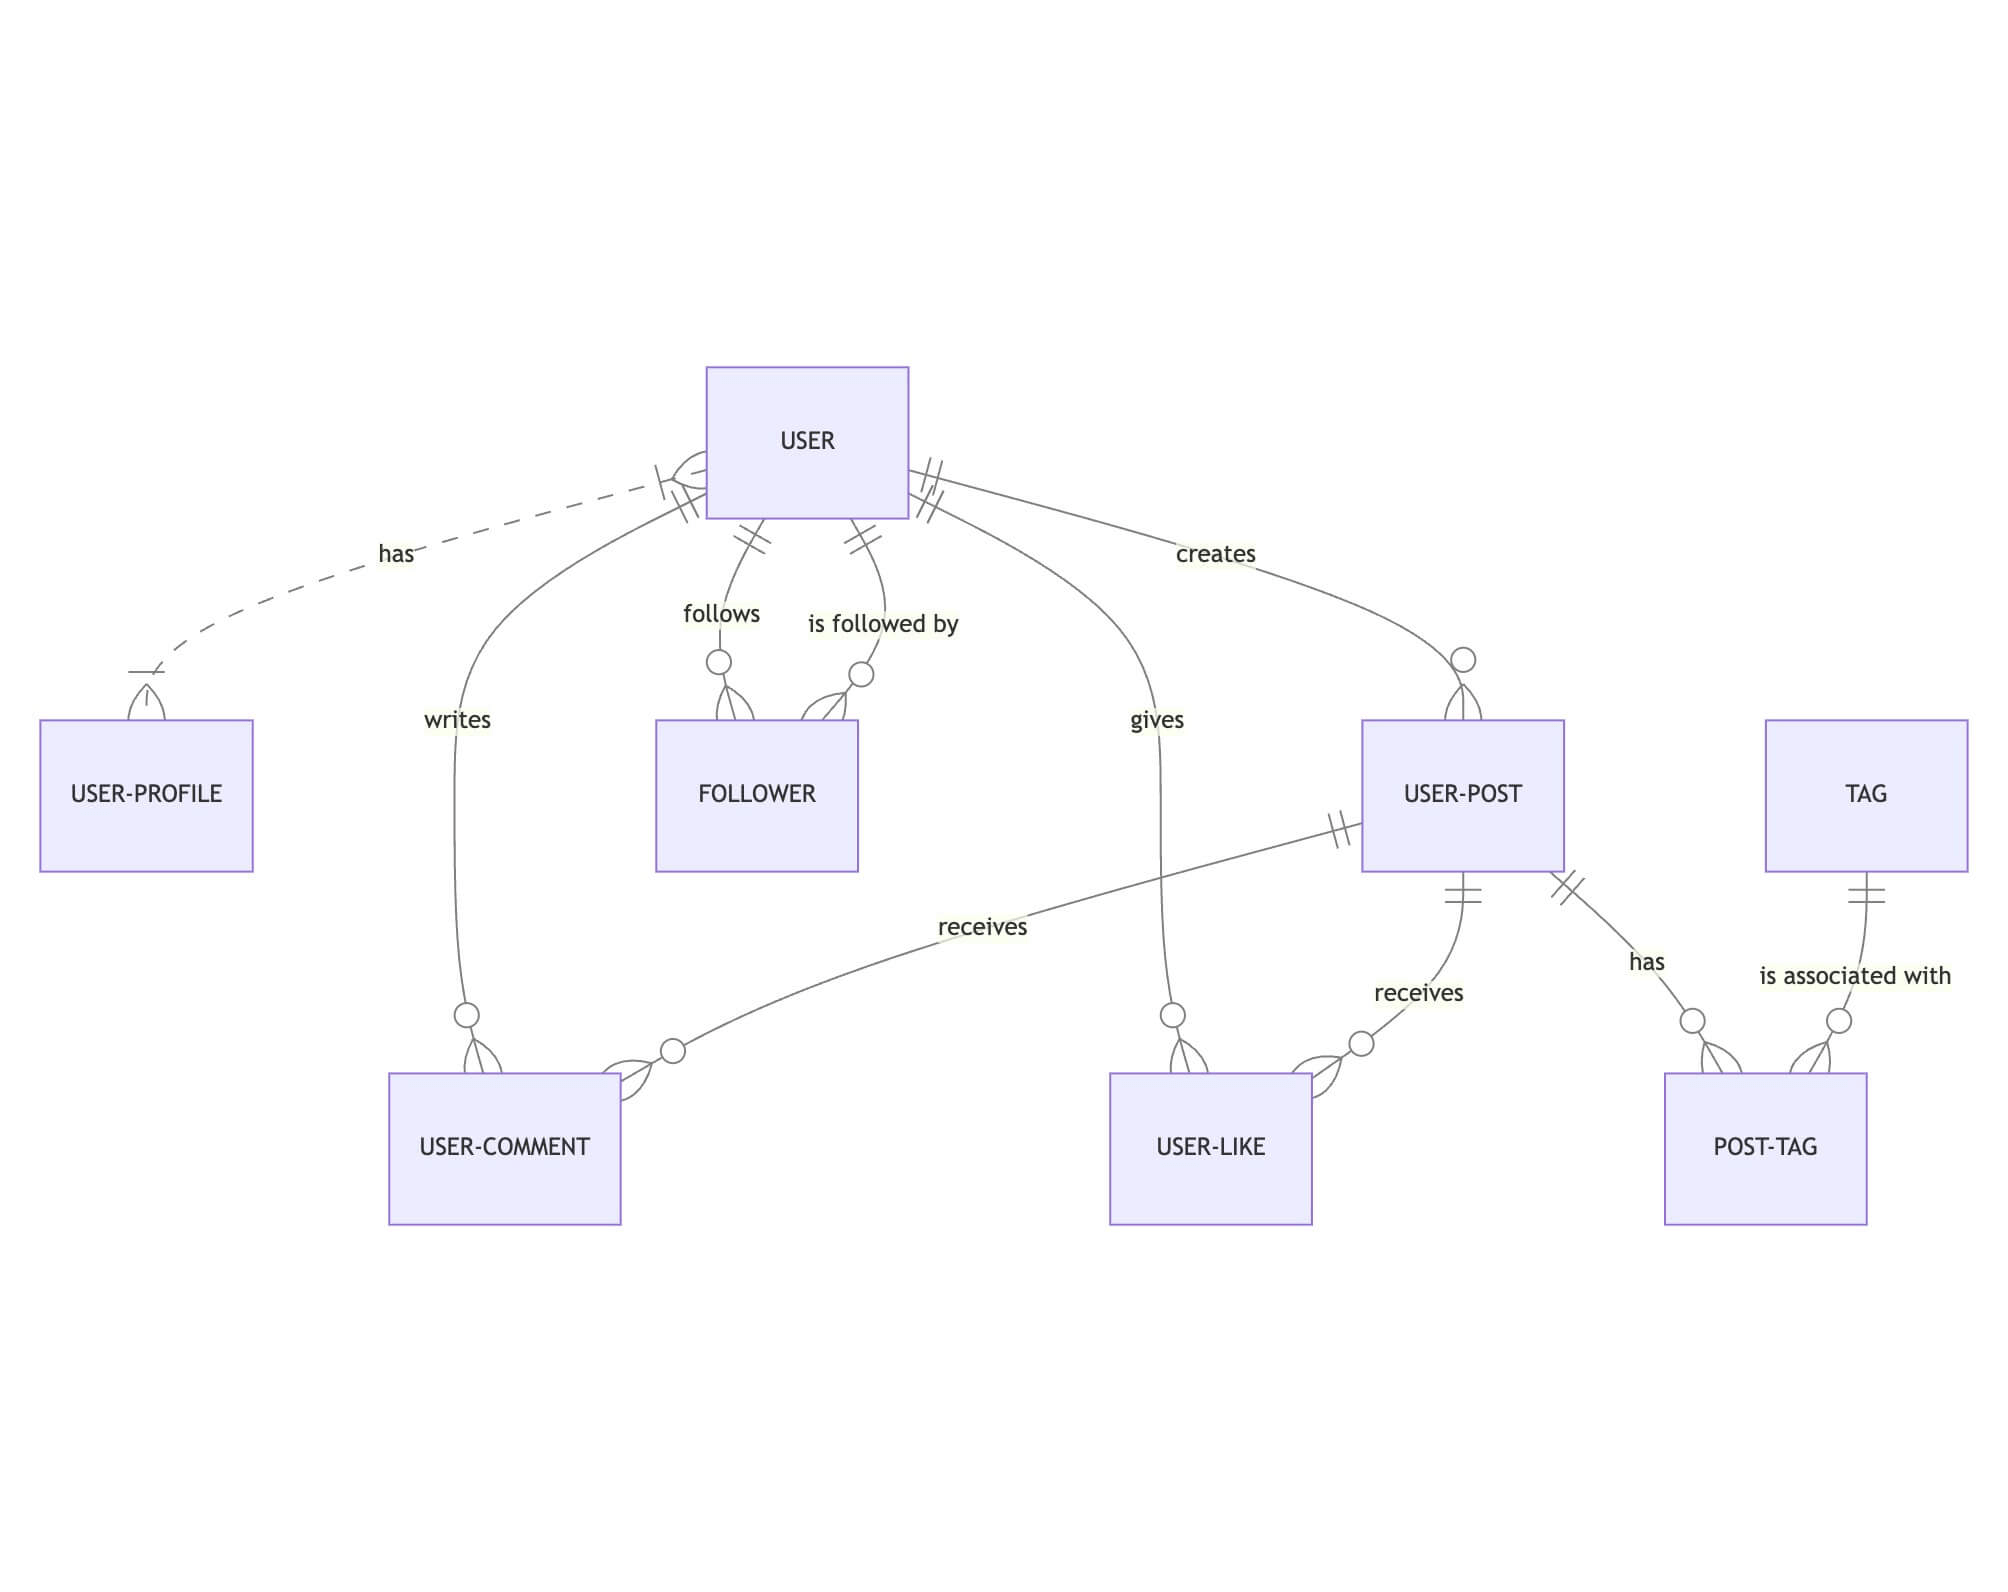 USER
has
creates
follows
is followed by
writes
gives
USER-PROFILE
FOLLOWER
USER-POST
TAG
receives
has
is associated with
receives
USER-COMMENT
USER-LIKE
POST-TAG